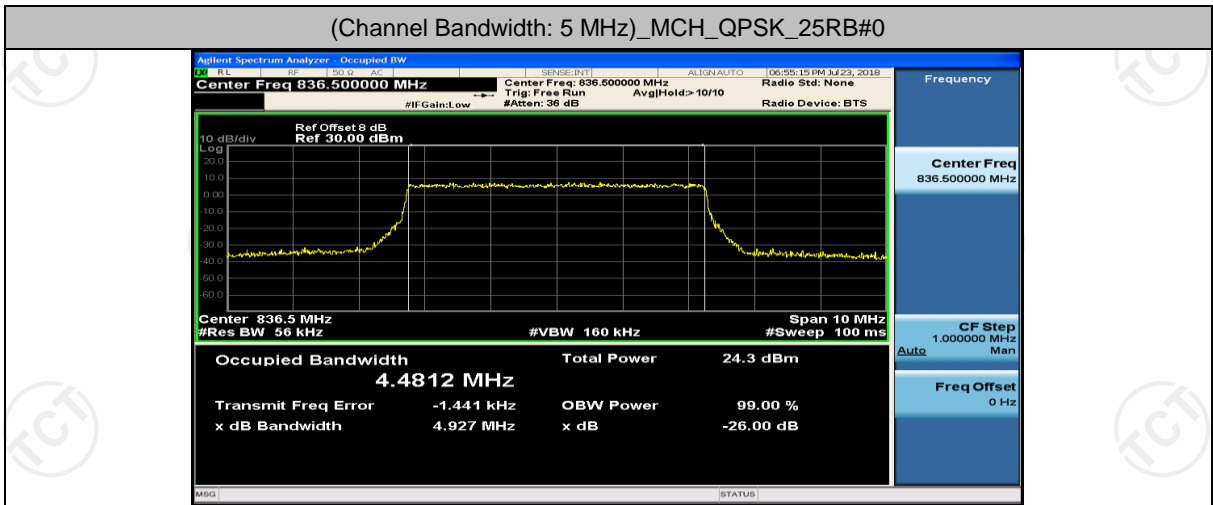 (Channel Bandwidth: 5 MHz)_MCH_QPSK_25RB#0
Agilent Spectrum Analyzer - Occupied BW
LXI RL RF 50 Ω AC SENSE:INT ALIGN AUTO 06:55:15 PM Jul 23, 2018
Center Freq 836.500000 MHz Center Freq: 836.500000 MHz Radio Std: None
Trig: Free Run Avg|Hold:>10/10
#IFGain:Low #Atten: 36 dB Radio Device: BTS
Ref Offset 8 dB
10 dB/div Ref 30.00 dBm
Log
20.0
10.0
0.00
-10.0
-20.0
-30.0
-40.0
-50.0
-60.0
Center 836.5 MHz Span 10 MHz
#Res BW 56 kHz #VBW 160 kHz #Sweep 100 ms
Occupied Bandwidth Total Power 24.3 dBm
4.4812 MHz
Transmit Freq Error -1.441 kHz OBW Power 99.00 %
x dB Bandwidth 4.927 MHz x dB -26.00 dB
MSG STATUS
Frequency
Center Freq
836.500000 MHz
CF Step
1.000000 MHz
Auto Man
Freq Offset
0 Hz
TCT
TCT
TCT
TCT